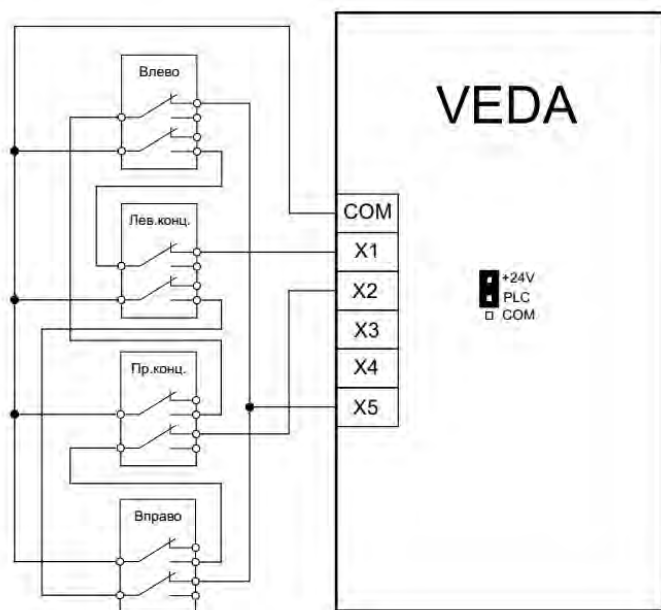 Влево
VEDA
Лев.конц.
COM
X1
X2
X3
X4
X5
+24V
PLC
COM
Пр.конц.
Вправо